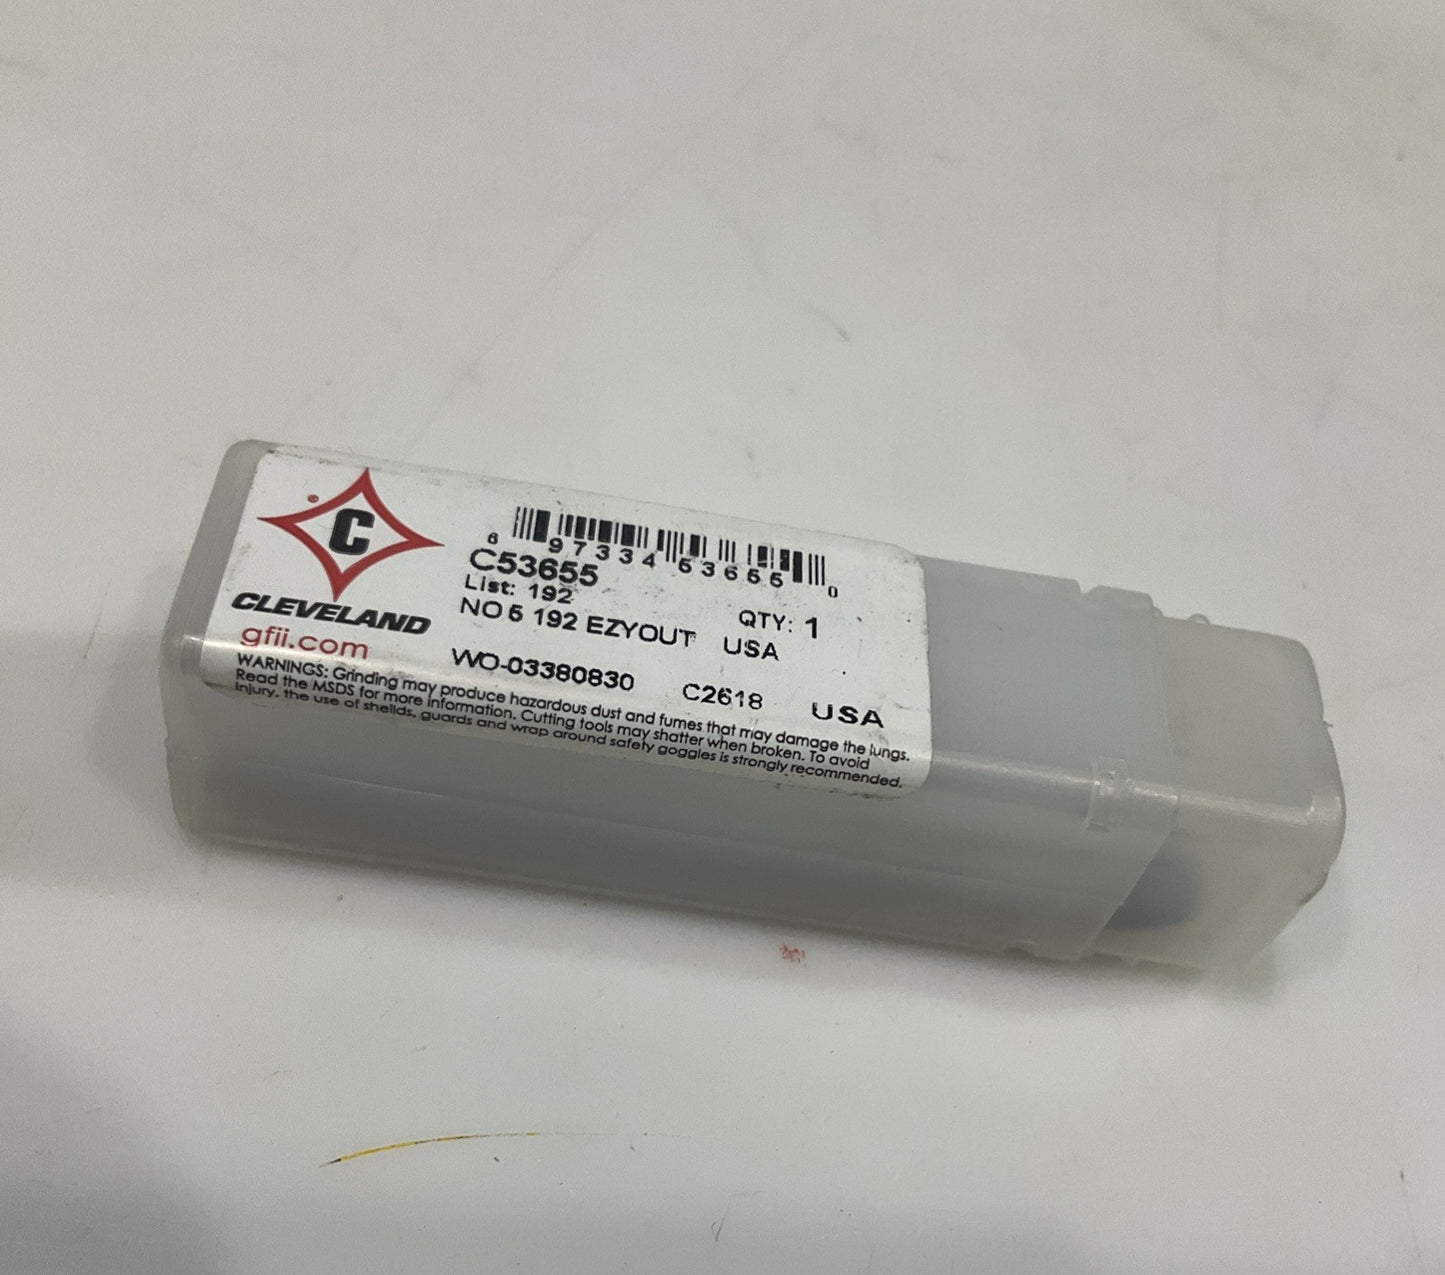 C
®
CLEVELAND
gfii.com
6 97334 53655 0
C53655
List: 192
QTY: 1
NO 5 192 EZYOUT USA
WO-03380830 C2618 USA
WARNINGS: Grinding may produce hazardous dust and fumes that may damage the lungs.
Read the MSDS for more information. Cutting tools may shatter when broken. To avoid
injury, the use of sheilds, guards and wrap around safety goggles is strongly recommended.